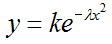 y = ke^{-λx^2}